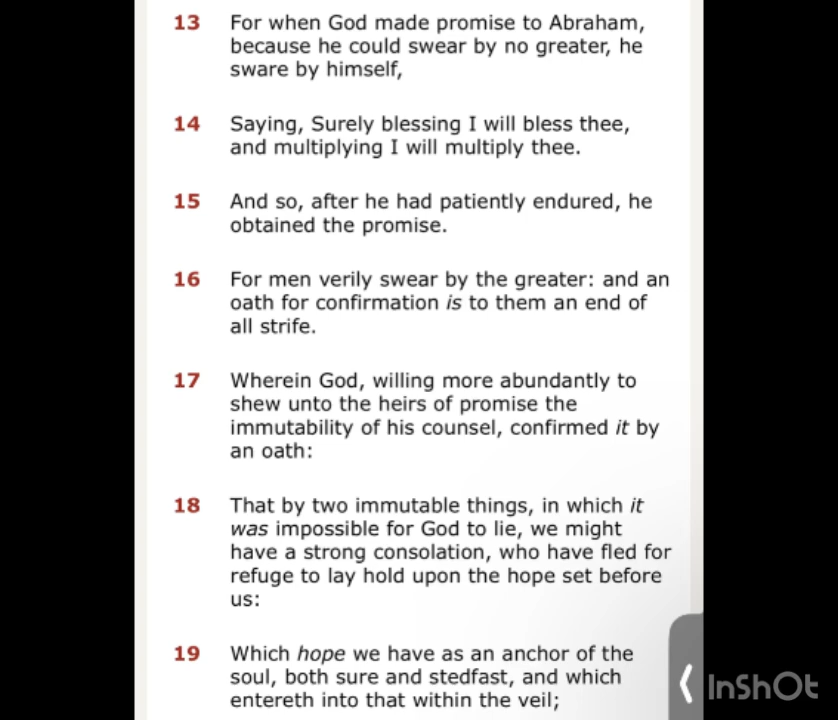 13 For when God made promise to Abraham,
because he could swear by no greater, he
sware by himself,
14 Saying, Surely blessing I will bless thee,
and multiplying I will multiply thee.
15 And so, after he had patiently endured, he
obtained the promise.
16 For men verily swear by the greater: and an
oath for confirmation is to them an end of
all strife.
17 Wherein God, willing more abundantly to
shew unto the heirs of promise the
immutability of his counsel, confirmed it by
an oath:
18 That by two immutable things, in which it
was impossible for God to lie, we might
have a strong consolation, who have fled for
refuge to lay hold upon the hope set before
us:
19 Which hope we have as an anchor of the
soul, both sure and stedfast, and which
entereth into that within the veil;
InShOt